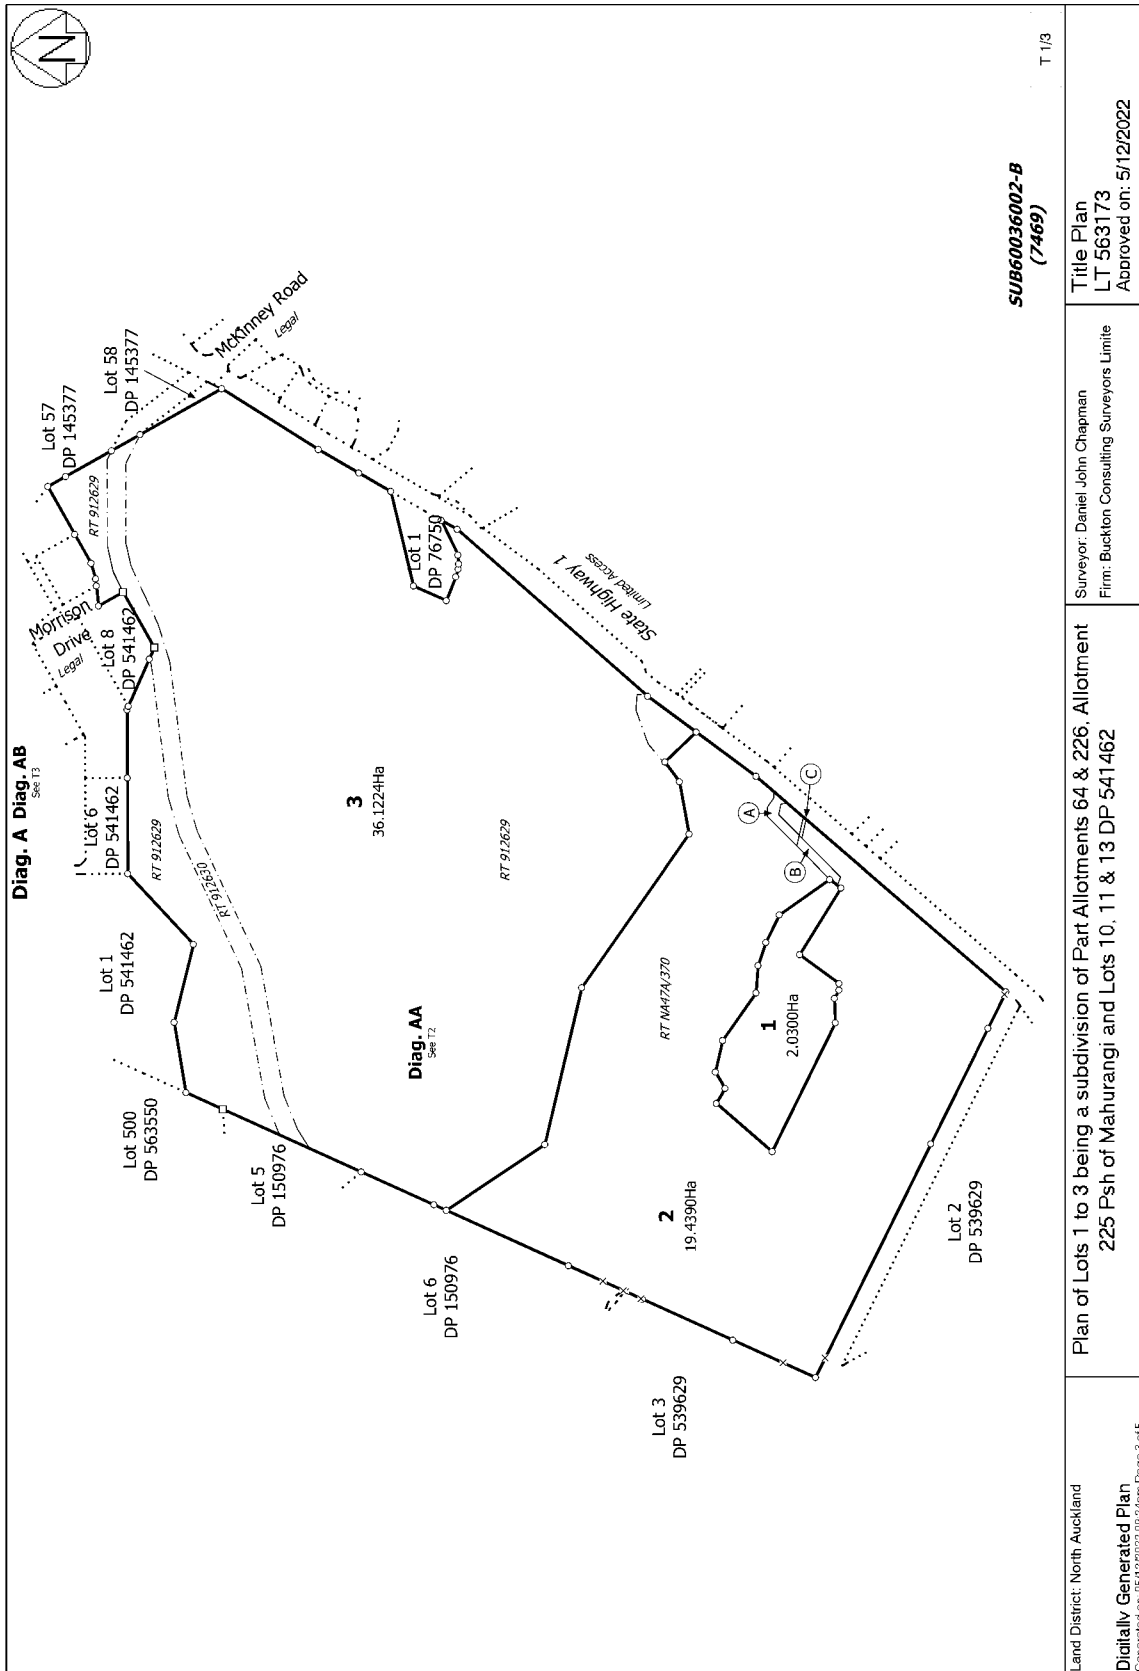 N
Diag. A Diag. AB
See T3
Lot 57
DP 145377
Lot 58
DP 145377
McKinney Road
Legal
RT 912629
Morrison
Drive
Legal
Lot 8
DP 541462
Lot 6
DP 541462
Lot 1
DP 541462
RT 912629
RT 912630
Lot 1
DP 76750
State Highway 1
Limited Access
3
36.1224Ha
RT 912629
Lot 500
DP 563550
Lot 5
DP 150976
Diag. AA
See T2
A
B
C
RT NA47A/370
1
2.0300Ha
Lot 6
DP 150976
2
19.4390Ha
Lot 2
DP 539629
Lot 3
DP 539629
SUB60036002-B
(7469)
T 1/3
Land District: North Auckland
Digitally Generated Plan
Plan of Lots 1 to 3 being a subdivision of Part Allotments 64 & 226, Allotment
225 Psh of Mahurangi and Lots 10, 11 & 13 DP 541462
Surveyor: Daniel John Chapman
Firm: Buckton Consulting Surveyors Limite
Title Plan
LT 563173
Approved on: 5/12/2022